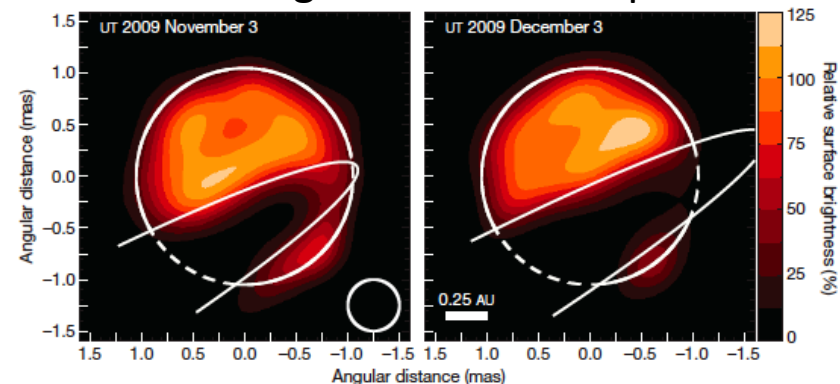 UT 2009 November 3
UT 2009 December 3
1.5
1.0
0.5
0.0
−0.5
−1.0
−1.5
Angular distance (mas)
0.25 AU
125
100
75
50
25
0
Relative surface brightness (%)
1.5 1.0 0.5 0.0 −0.5 −1.0 −1.5
1.5 1.0 0.5 0.0 −0.5 −1.0 −1.5
Angular distance (mas)